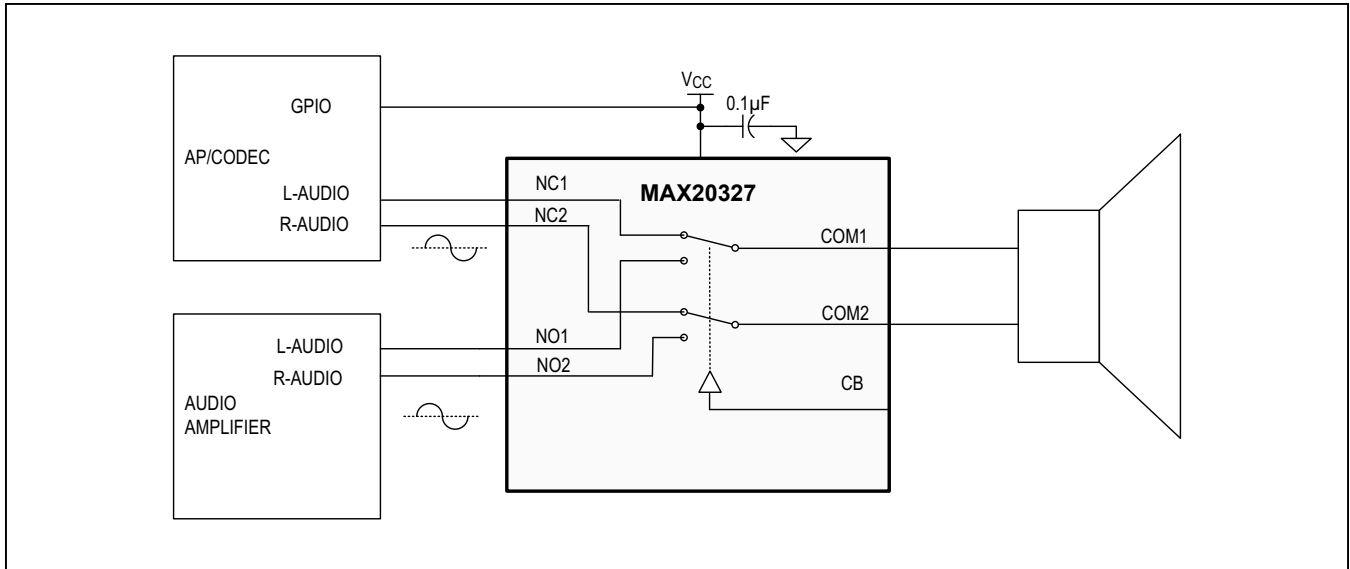 GPIO
AP/CODEC
L-AUDIO
R-AUDIO
VCC
0.1µF
MAX20327
NC1
NC2
COM1
COM2
NO1
NO2
CB
L-AUDIO
R-AUDIO
AUDIO
AMPLIFIER